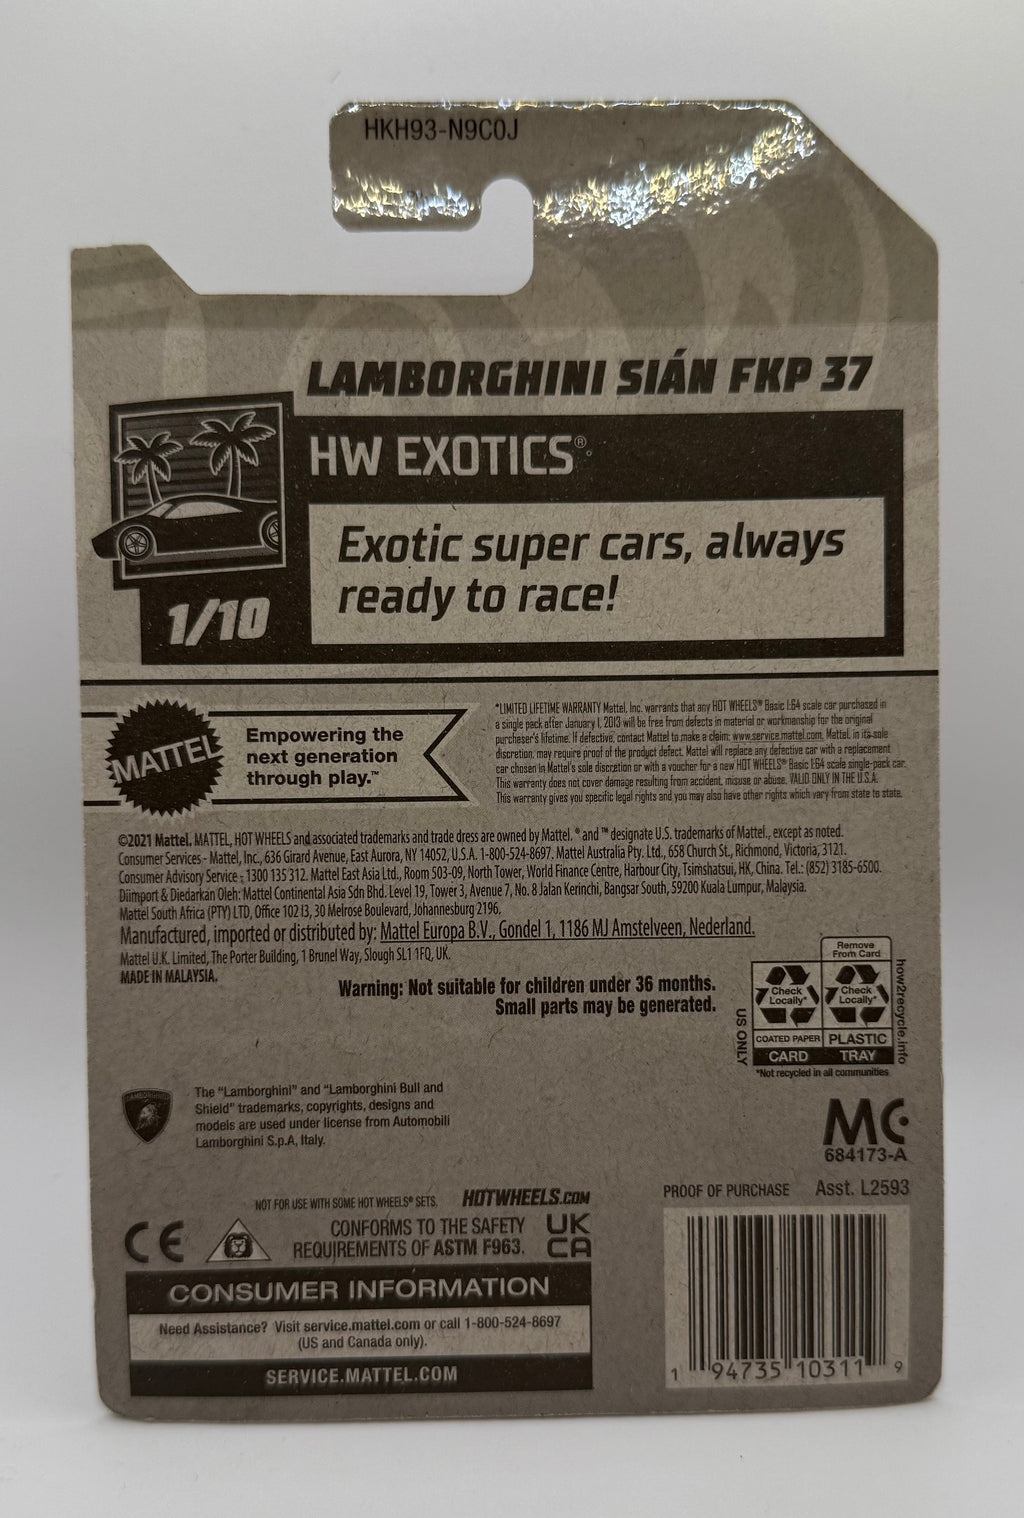 HKH93-N9C0J
LAMBORGHINI SIÁN FKP 37
HW EXOTICS®
Exotic super cars, always
ready to race!
1/10
MATTEL
Empowering the
next generation
through play.™
*LIMITED LIFETIME WARRANTY Mattel, Inc. warrants that any HOT WHEELS® Basic 1:64 scale car purchased in
a single pack after January 1, 2013 will be free from defects in material or workmanship for the original
purchaser's lifetime. If defective, contact Mattel to make a claim: www.service.mattel.com. Mattel, in its sole
discretion, may require proof of the product defect. Mattel will replace any defective car with a replacement
car chosen in Mattel's sole discretion or with a voucher for a new HOT WHEELS® Basic 1:64 scale single-pack car.
This warranty does not cover damage resulting from accident, misuse or abuse. VALID ONLY IN THE U.S.A.
This warranty gives you specific legal rights and you may also have other rights which vary from state to state.
©2021 Mattel. MATTEL, HOT WHEELS and associated trademarks and trade dress are owned by Mattel. ® and ™ designate U.S. trademarks of Mattel., except as noted.
Consumer Services - Mattel, Inc., 636 Girard Avenue, East Aurora, NY 14052, U.S.A. 1-800-524-8697. Mattel Australia Pty. Ltd., 658 Church St., Richmond, Victoria, 3121.
Consumer Advisory Service - 1300 135 312. Mattel East Asia Ltd., Room 503-09, North Tower, World Finance Centre, Harbour City, Tsimshatsui, HK, China. Tel.: (852) 3185-6500.
Diimport & Diedarkan Oleh: Mattel Continental Asia Sdn Bhd. Level 19, Tower 3, Avenue 7, No. 8 Jalan Kerinchi, Bangsar South, 59200 Kuala Lumpur, Malaysia.
Mattel South Africa (PTY) LTD, Office 102 I3, 30 Melrose Boulevard, Johannesburg 2196.
Manufactured, imported or distributed by: Mattel Europa B.V., Gondel 1, 1186 MJ Amstelveen, Nederland.
Mattel U.K. Limited, The Porter Building, 1 Brunel Way, Slough SL1 1FQ, UK.
MADE IN MALAYSIA.
Warning: Not suitable for children under 36 months.
Small parts may be generated.
US ONLY
Remove
From Card
Check
Locally*
Check
Locally*
COATED PAPER
PLASTIC
CARD
TRAY
*Not recycled in all communities
how2recycle.info
LAMBORGHINI
The "Lamborghini" and "Lamborghini Bull and
Shield" trademarks, copyrights, designs and
models are used under license from Automobili
Lamborghini S.p.A, Italy.
MC
684173-A
NOT FOR USE WITH SOME HOT WHEELS® SETS.
HOTWHEELS.COM
PROOF OF PURCHASE
Asst. L2593
CE
CONFORMS TO THE SAFETY
REQUIREMENTS OF ASTM F963.
UK
CA
CONSUMER INFORMATION
Need Assistance? Visit service.mattel.com or call 1-800-524-8697
(US and Canada only).
SERVICE.MATTEL.COM
1 94735 10311 9